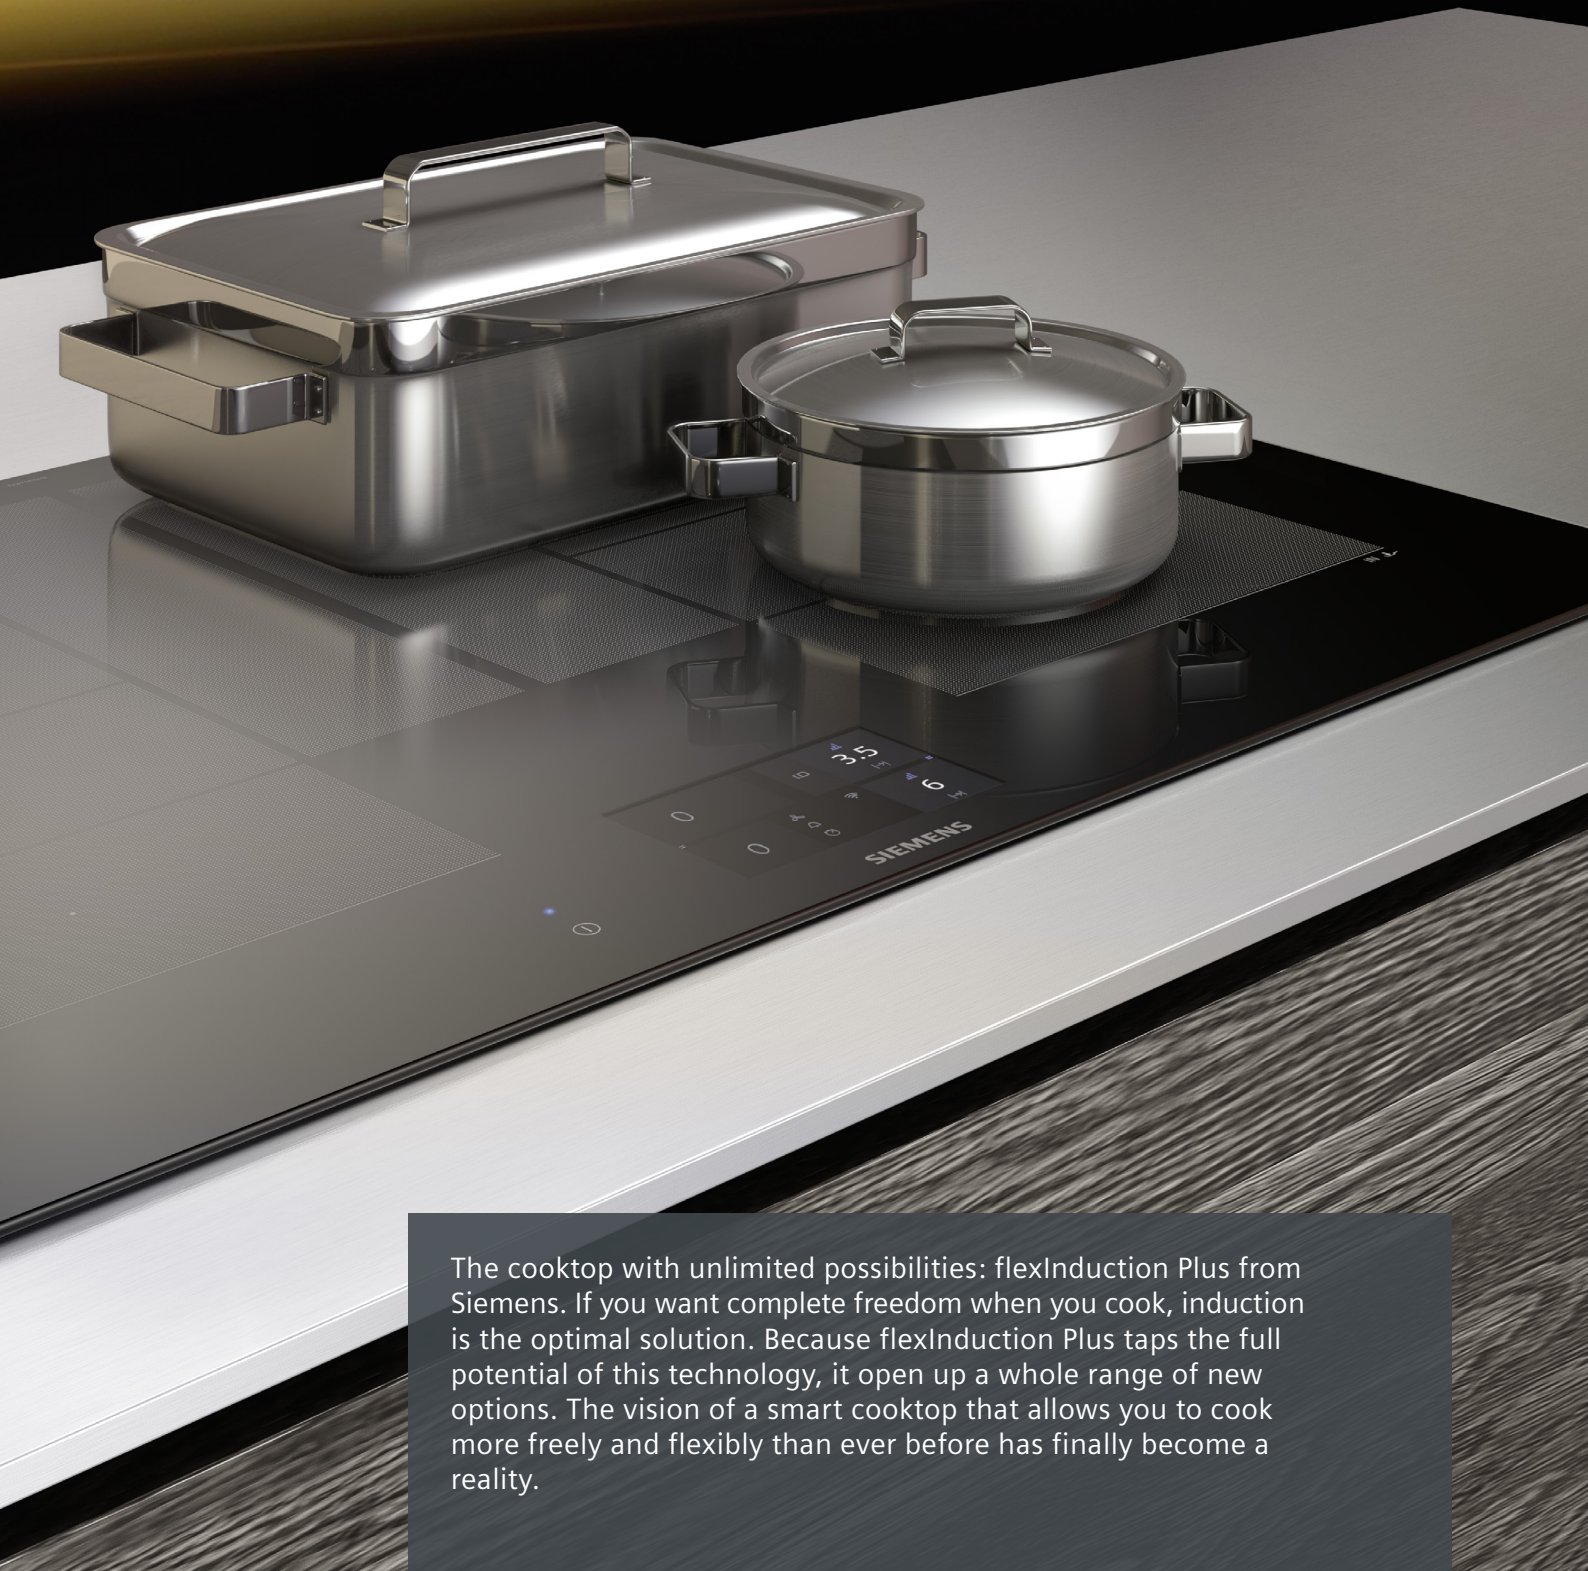 3.5
6
0
0
SIEMENS
The cooktop with unlimited possibilities: flexInduction Plus from
Siemens. If you want complete freedom when you cook, induction
is the optimal solution. Because flexInduction Plus taps the full
potential of this technology, it open up a whole range of new
options. The vision of a smart cooktop that allows you to cook
more freely and flexibly than ever before has finally become a
reality.